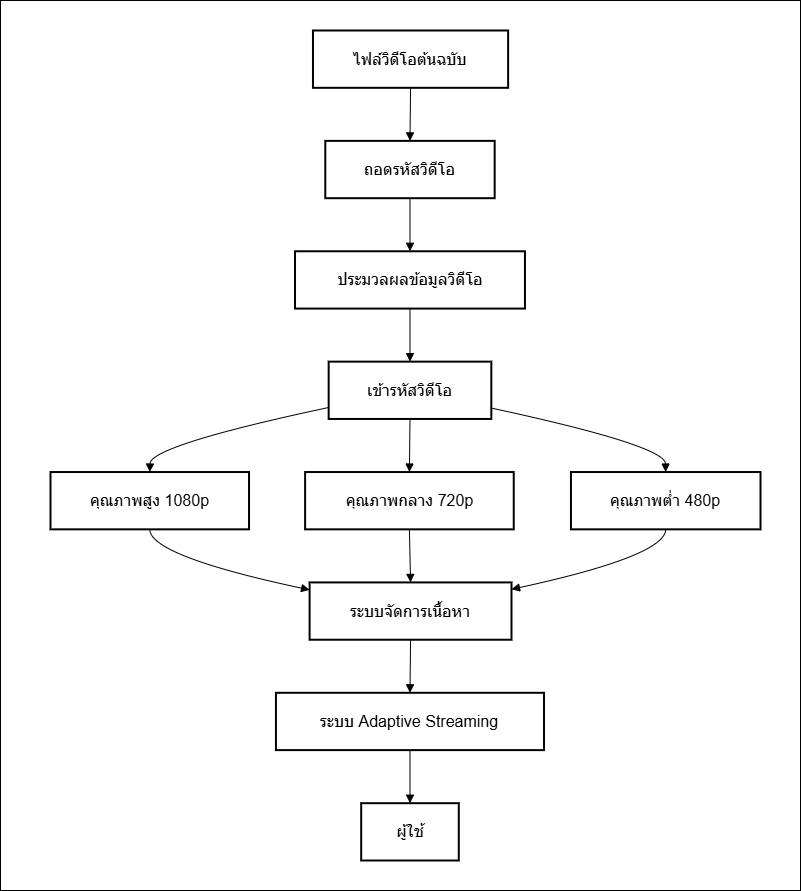 ไฟล์วิดีโอต้นฉบับ
ถอดรหัสวิดีโอ
ประมวลผลข้อมูลวิดีโอ
เข้ารหัสวิดีโอ
คุณภาพสูง 1080p
คุณภาพกลาง 720p
คุณภาพต่ำ 480p
ระบบจัดการเนื้อหา
ระบบ Adaptive Streaming
ผู้ใช้